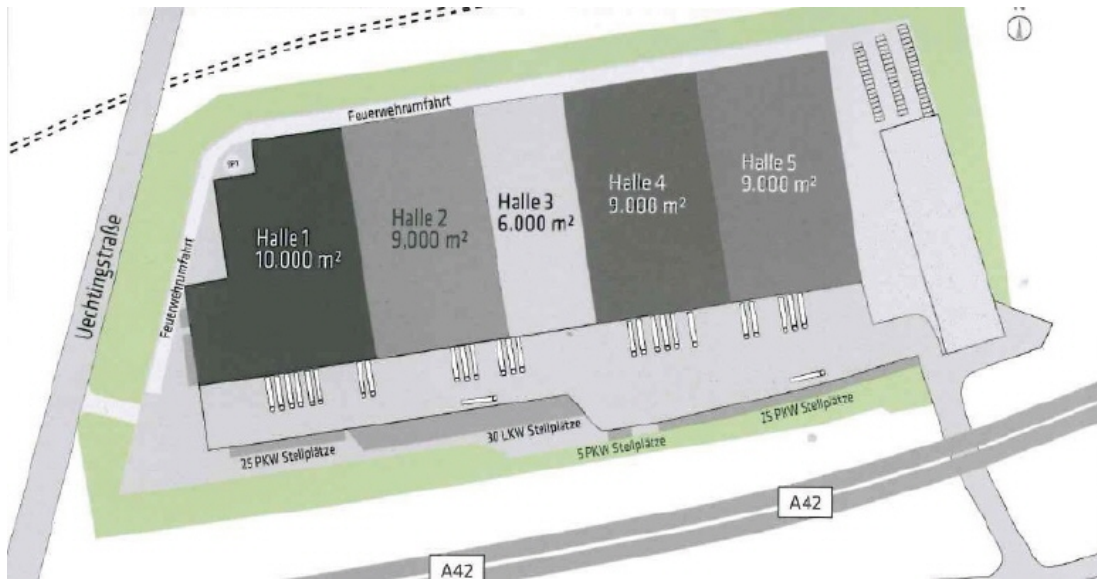 Feuerwehrumfahrt
Halle 1
10.000 m²
Halle 2
9.000 m²
Halle 3
6.000 m²
Halle 4
9.000 m²
Halle 5
9.000 m²
Uechtingstraße
Feuerwehrumfahrt
25 PKW Stellplätze
30 LKW Stellplätze
5 PKW Stellplätze
25 PKW Stellplätze
A42
A42